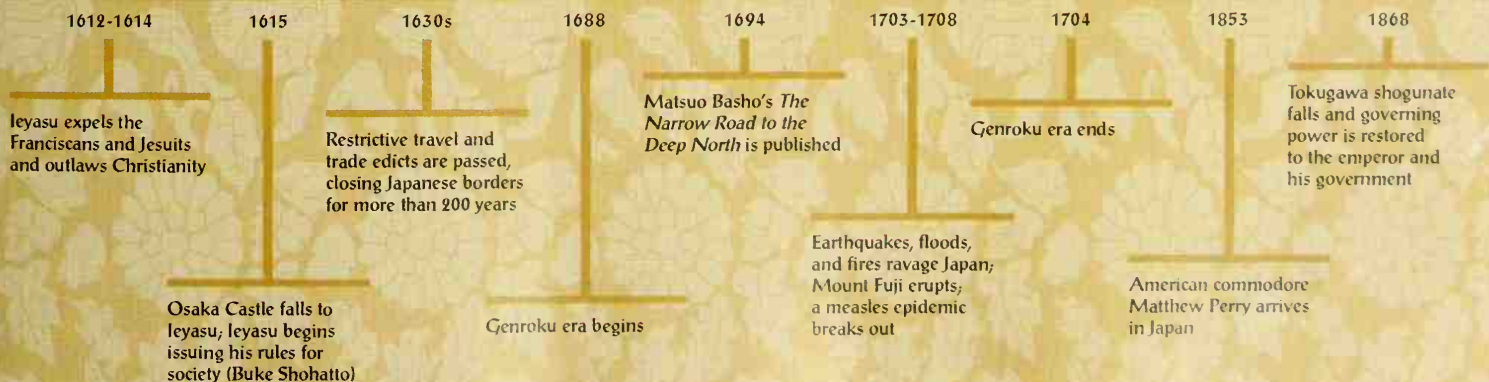 1612-1614
Ieyasu expels the
Franciscans and Jesuits
and outlaws Christianity
1615
Osaka Castle falls to
Ieyasu; Ieyasu begins
issuing his rules for
society (Buke Shohatto)
1630s
Restrictive travel and
trade edicts are passed,
closing Japanese borders
for more than 200 years
1688
Genroku era begins
1694
Matsuo Basho's The
Narrow Road to the
Deep North is published
1703-1708
Earthquakes, floods,
and fires ravage Japan;
Mount Fuji erupts;
a measles epidemic
breaks out
1704
Genroku era ends
1853
American commodore
Matthew Perry arrives
in Japan
1868
Tokugawa shogunate
falls and governing
power is restored
to the emperor and
his government